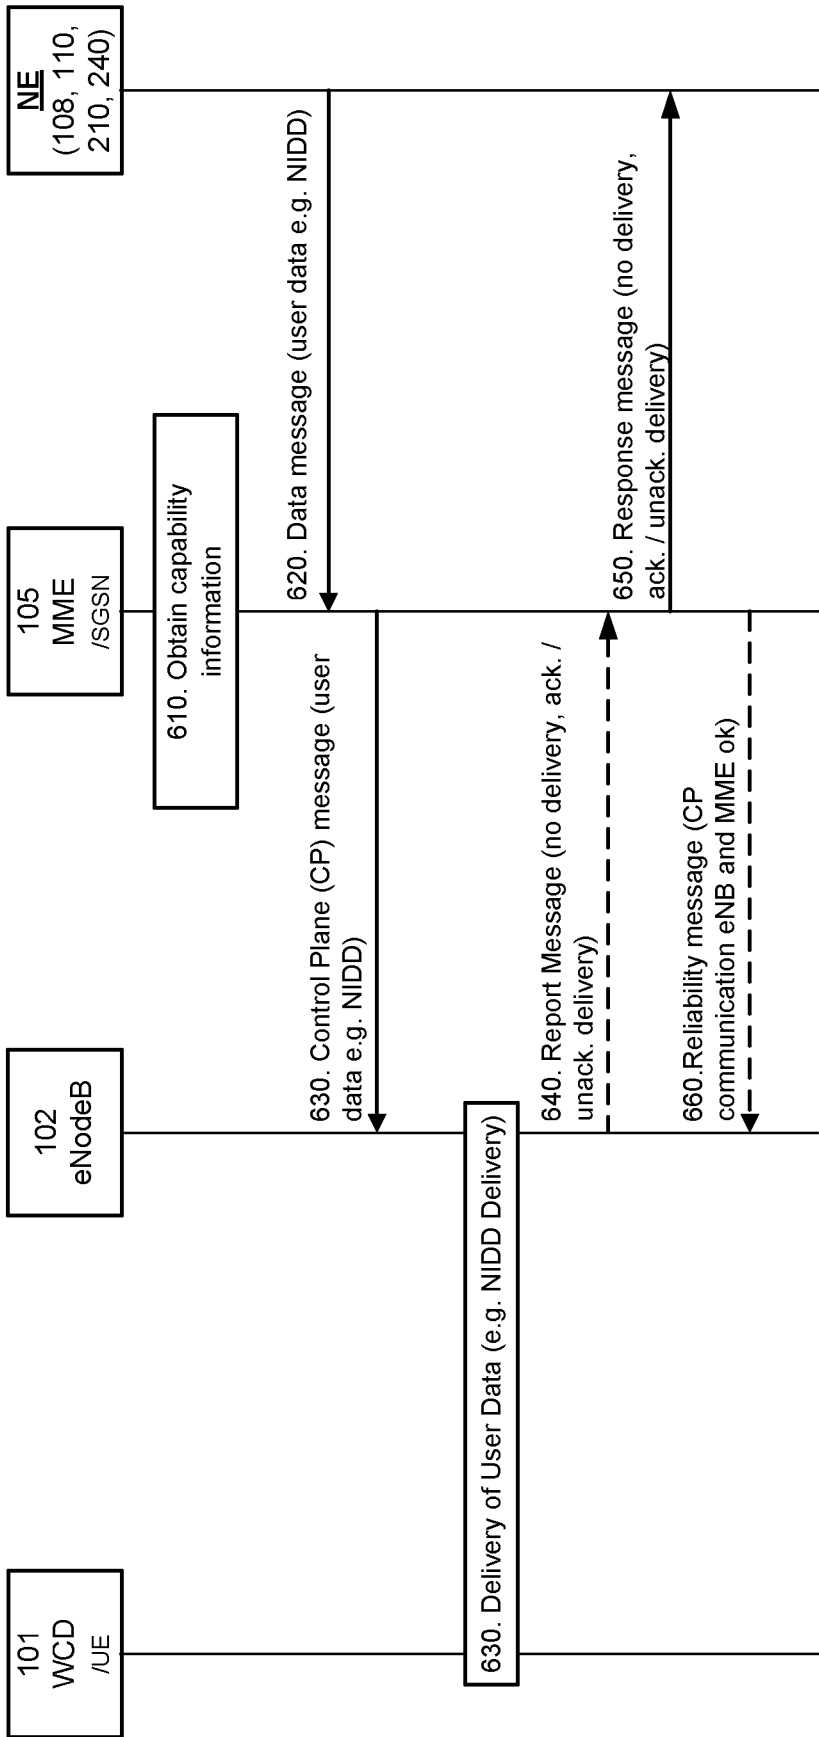 101
WCD
/UE
102
eNodeB
105
MME
/SGSN
NE
(108, 110,
210, 240)
610. Obtain capability
information
620. Data message (user data e.g. NIDD)
630. Control Plane (CP) message (user
data e.g. NIDD)
630. Delivery of User Data (e.g. NIDD Delivery)
640. Report Message (no delivery, ack. /
unack. delivery)
650. Response message (no delivery,
ack. / unack. delivery)
660.Reliability message (CP
communication eNB and MME ok)